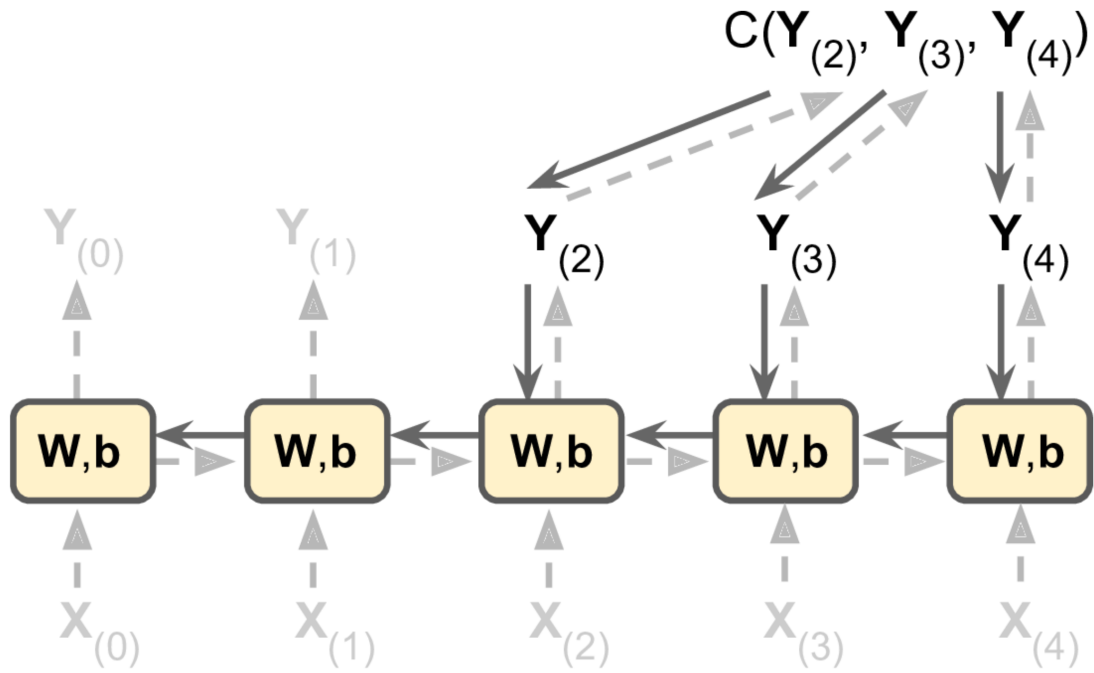 C(Y(2), Y(3), Y(4))
Y(0) Y(1) Y(2) Y(3) Y(4)
W,b W,b W,b W,b W,b
X(0) X(1) X(2) X(3) X(4)